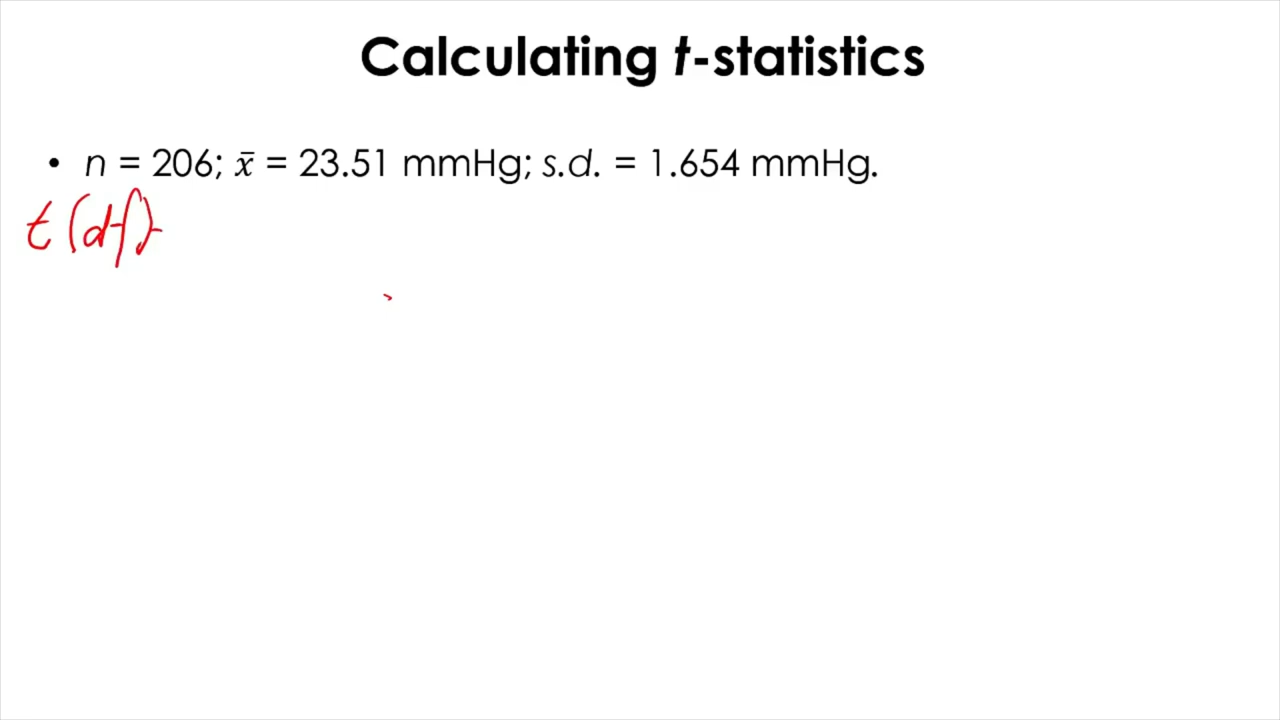 Calculating t-statistics
• n = 206; x̄ = 23.51 mmHg; s.d. = 1.654 mmHg.
t(df)